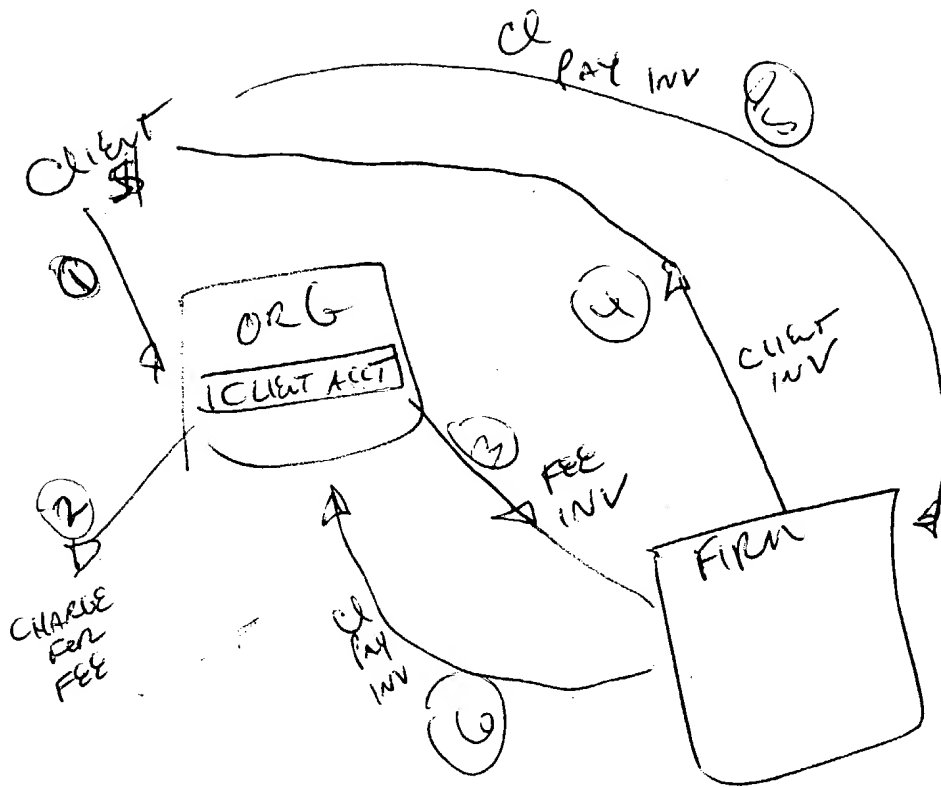 Cl
PAY INV
5
CLIENT
$
1
ORG
CLIENT ACCT
4
CLIENT
INV
3
FEE
INV
2
CHARGE
FOR
FEE
FIRM
Cl
PAY
INV
6